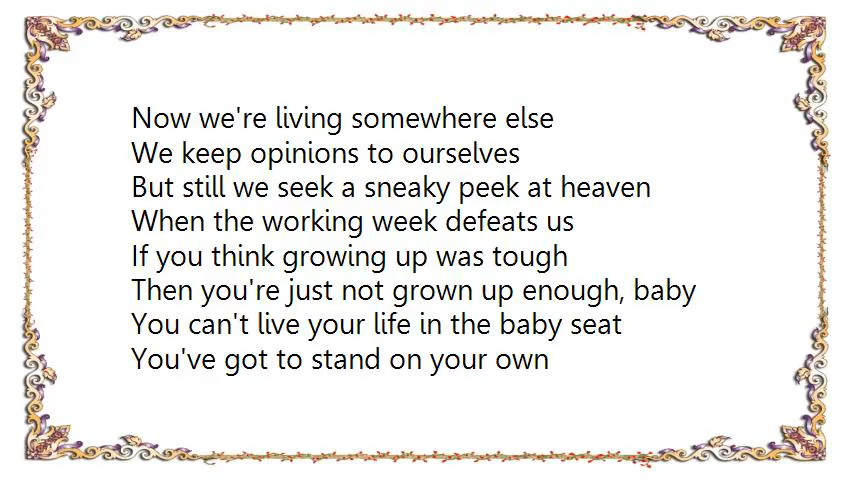 Now we're living somewhere else
We keep opinions to ourselves
But still we seek a sneaky peek at heaven
When the working week defeats us
If you think growing up was tough
Then you're just not grown up enough, baby
You can't live your life in the baby seat
You've got to stand on your own